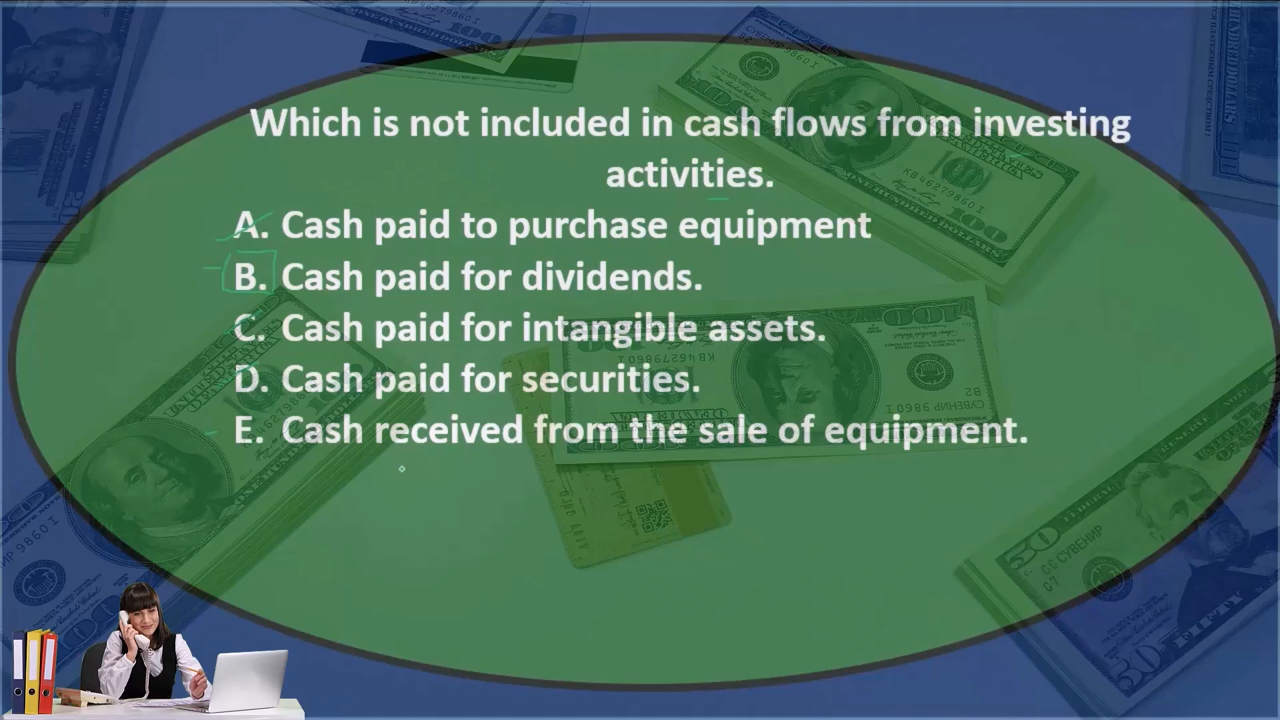 Which is not included in cash flows from investing
activities.
A. Cash paid to purchase equipment
B. Cash paid for dividends.
C. Cash paid for intangible assets.
D. Cash paid for securities.
E. Cash received from the sale of equipment.